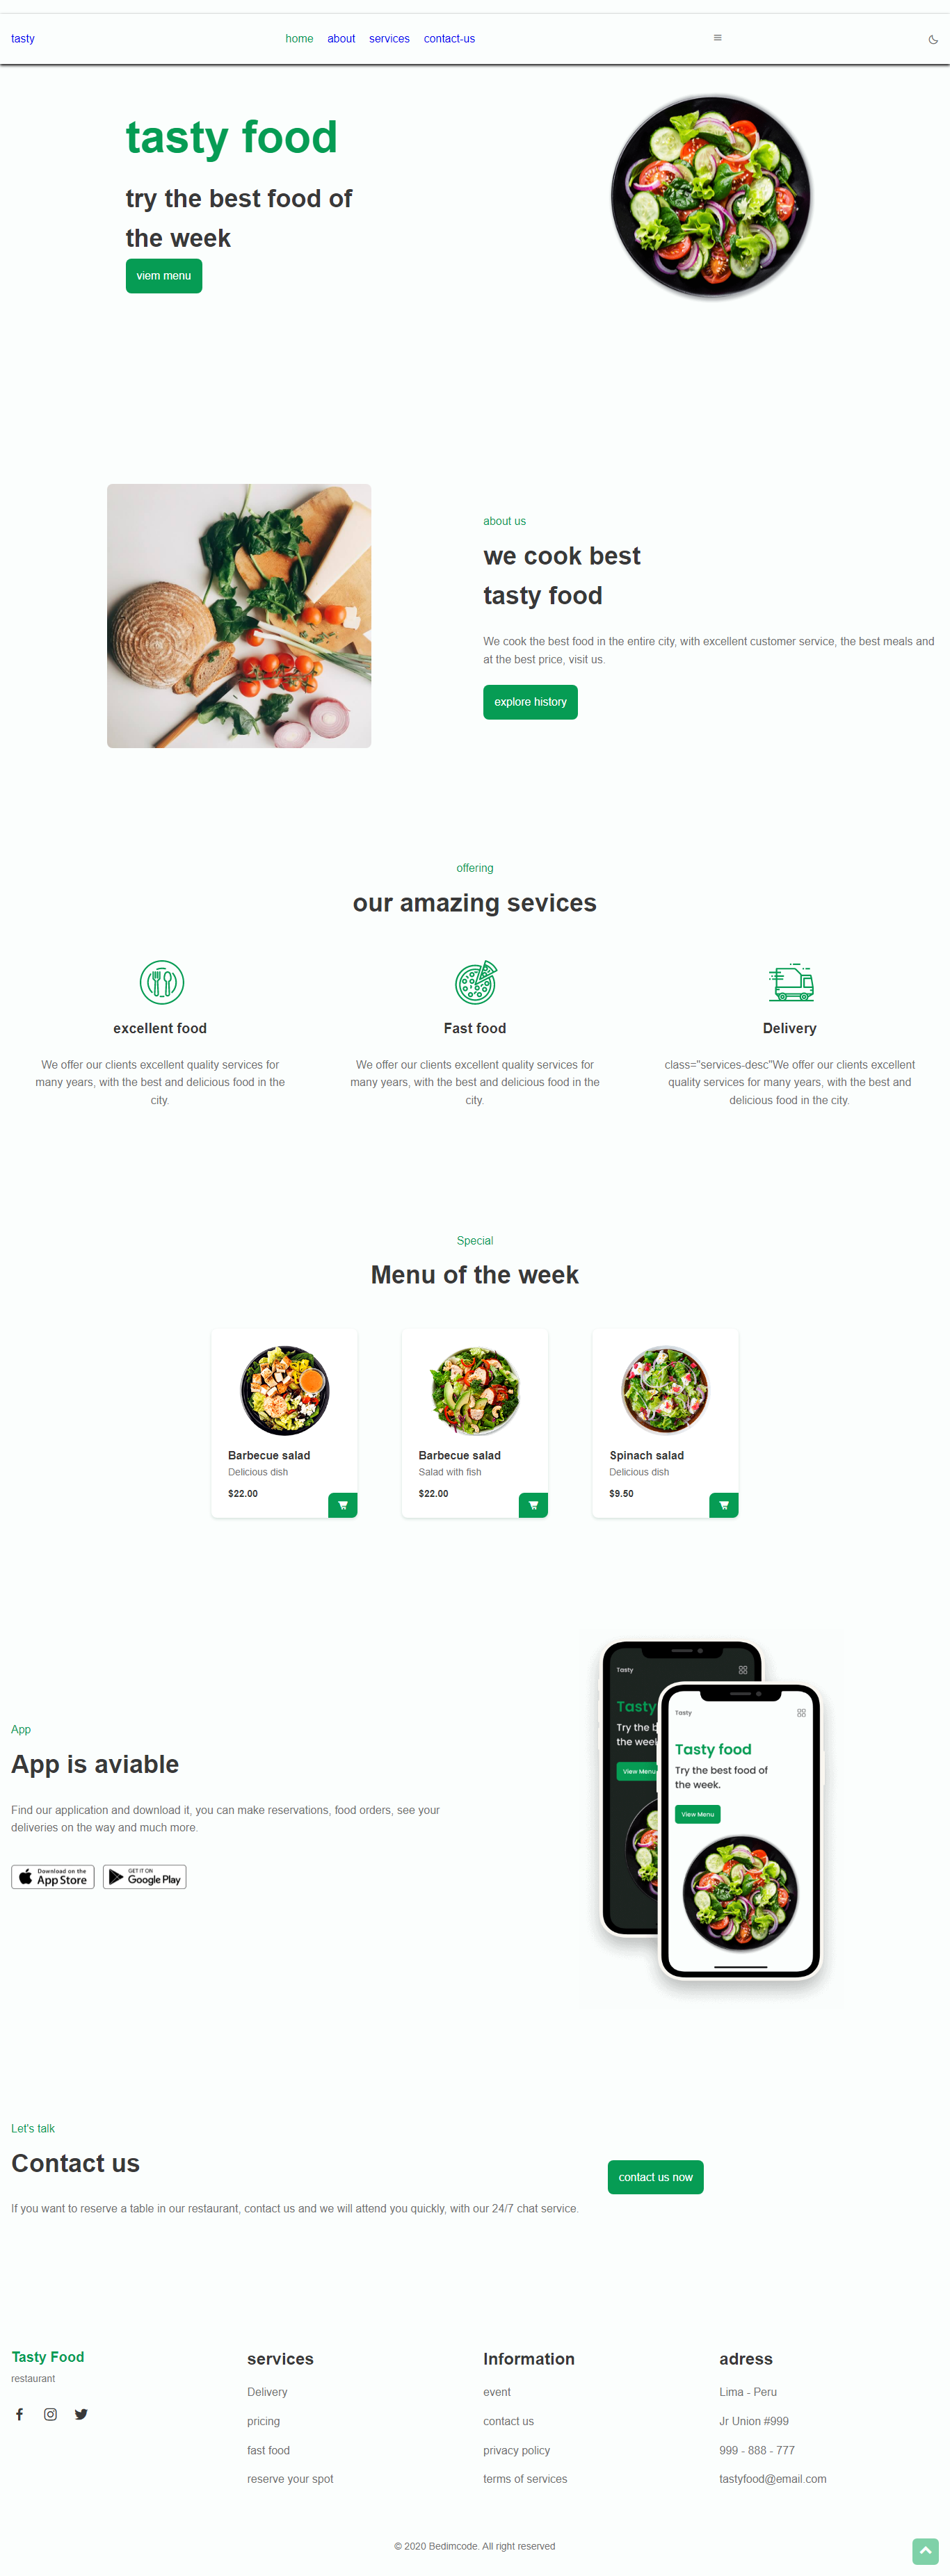 tasty
home about services contact-us
tasty food
try the best food of
the week
viem menu
about us
we cook best
tasty food
We cook the best food in the entire city, with excellent customer service, the best meals and
at the best price, visit us.
explore history
offering
our amazing sevices
excellent food
We offer our clients excellent quality services for
many years, with the best and delicious food in the
city.
Fast food
We offer our clients excellent quality services for
many years, with the best and delicious food in the
city.
Delivery
class="services-desc"We offer our clients excellent
quality services for many years, with the best and
delicious food in the city.
Special
Menu of the week
Barbecue salad
Delicious dish
$22.00
Barbecue salad
Salad with fish
$22.00
Spinach salad
Delicious dish
$9.50
App
App is aviable
Find our application and download it, you can make reservations, food orders, see your
deliveries on the way and much more.
Download on the
App Store
GET IT ON
Google Play
Tasty
Tasty
Try the b
the week
View Menu
Tasty
Tasty food
Try the best food of
the week.
View Menu
Let's talk
Contact us
If you want to reserve a table in our restaurant, contact us and we will attend you quickly, with our 24/7 chat service.
contact us now
Tasty Food
restaurant
services
Delivery
pricing
fast food
reserve your spot
Information
event
contact us
privacy policy
terms of services
adress
Lima - Peru
Jr Union #999
999 - 888 - 777
tastyfood@email.com
© 2020 Bedimcode. All right reserved